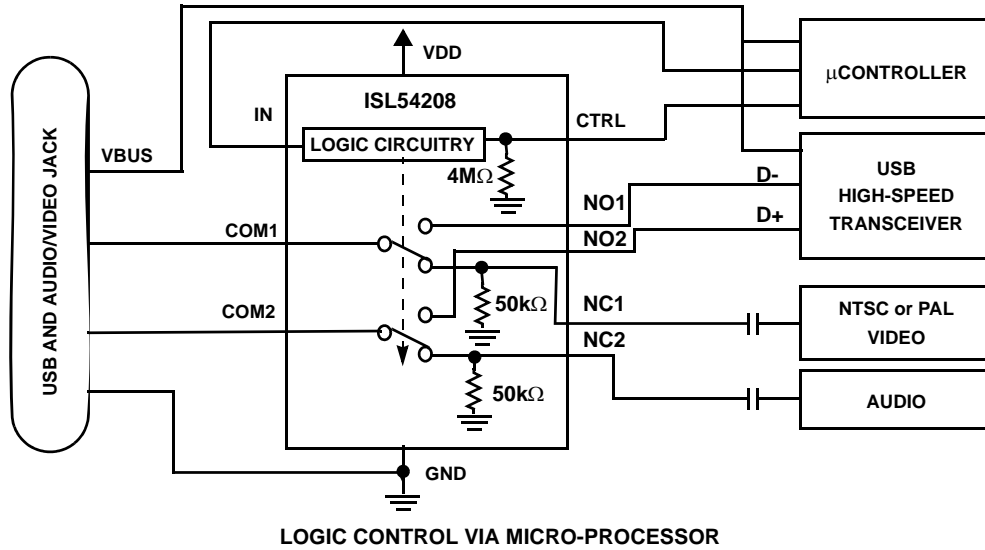 VDD
µCONTROLLER
ISL54208
IN
CTRL
LOGIC CIRCUITRY
VBUS
4MΩ
USB AND AUDIO/VIDEO JACK
USB
HIGH-SPEED
TRANSCEIVER
D-
D+
NO1
NO2
COM1
COM2
50kΩ
NC1
NC2
50kΩ
NTSC or PAL
VIDEO
AUDIO
GND
LOGIC CONTROL VIA MICRO-PROCESSOR